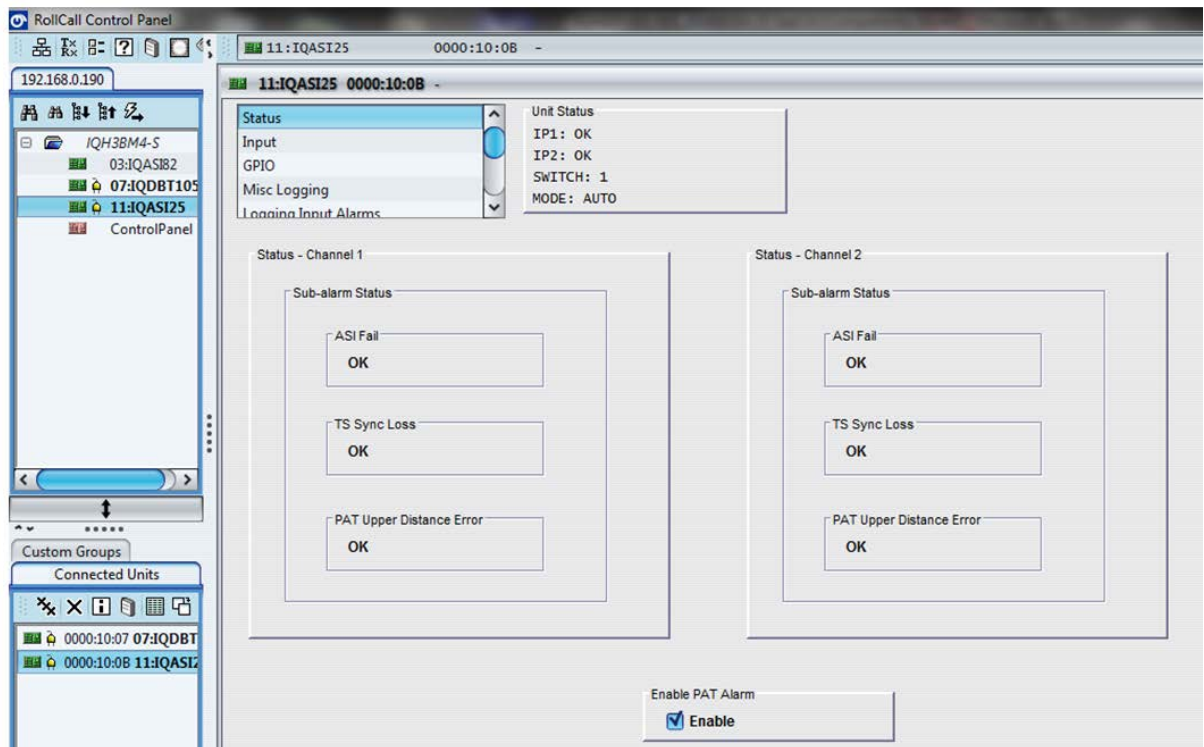 RollCall Control Panel
11:IQASI25 0000:10:0B -
192.168.0.190
11:IQASI25 0000:10:0B -
IQH3BM4-S
03:IQASI82
07:IQDBT105
11:IQASI25
ControlPanel
Status
Input
GPIO
Misc Logging
Logging Input Alarms
Unit Status
IP1: OK
IP2: OK
SWITCH: 1
MODE: AUTO
Status - Channel 1
Sub-alarm Status
ASI Fail
OK
TS Sync Loss
OK
PAT Upper Distance Error
OK
Status - Channel 2
Sub-alarm Status
ASI Fail
OK
TS Sync Loss
OK
PAT Upper Distance Error
OK
Enable PAT Alarm
Enable
Custom Groups
Connected Units
0000:10:07 07:IQDBT
0000:10:0B 11:IQASI2